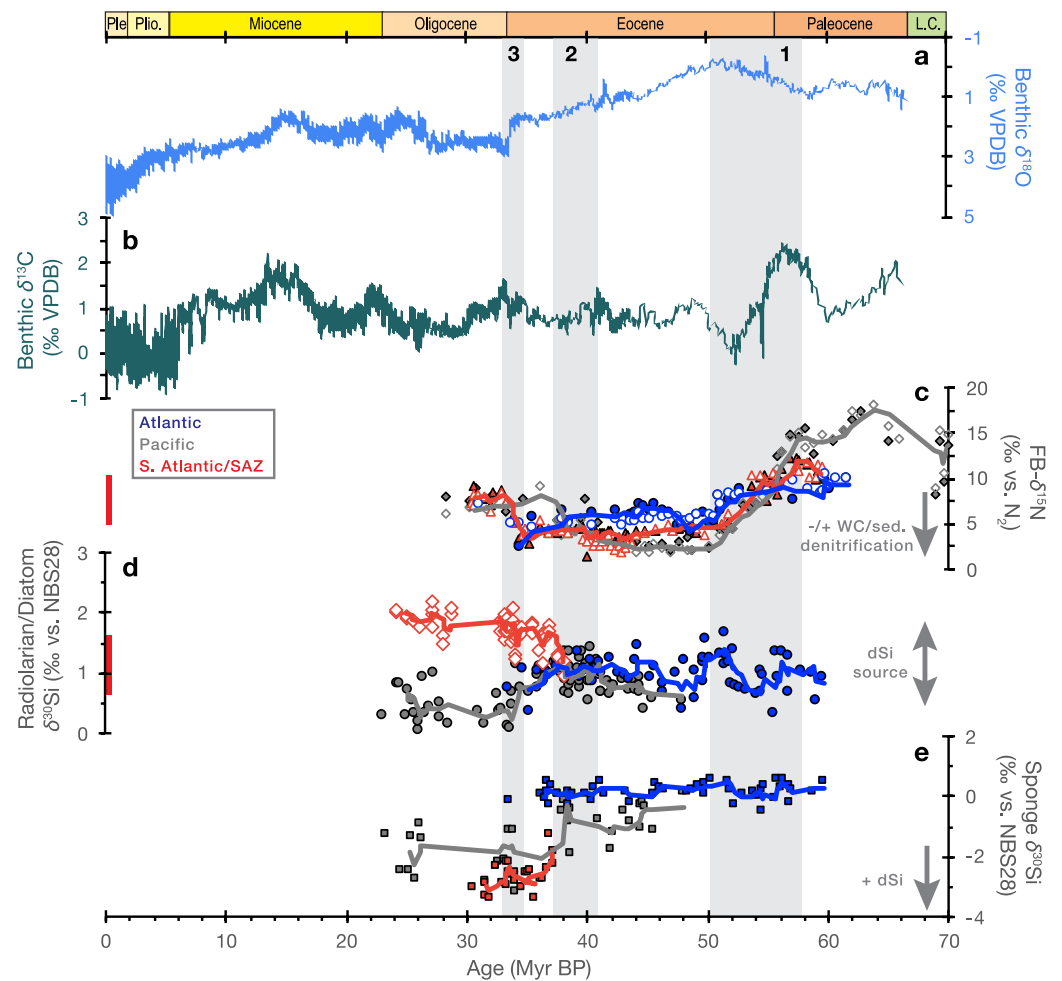 Ple Plio. Miocene Oligocene Eocene Paleocene L.C.
3 2 1
a
-1
1
3
5
Benthic δ18O
(‰ VPDB)
b
3
2
1
0
-1
Benthic δ13C
(‰ VPDB)
Atlantic
Pacific
S. Atlantic/SAZ
c
20
15
10
5
0
FB-δ15N
(‰ vs. N2)
-/+ WC/sed.
denitrification
d
3
2
1
0
Radiolarian/Diatom
δ30Si (‰ vs. NBS28)
dSi
source
e
2
0
-2
-4
Sponge δ30Si
(‰ vs. NBS28)
+ dSi
0 10 20 30 40 50 60 70
Age (Myr BP)